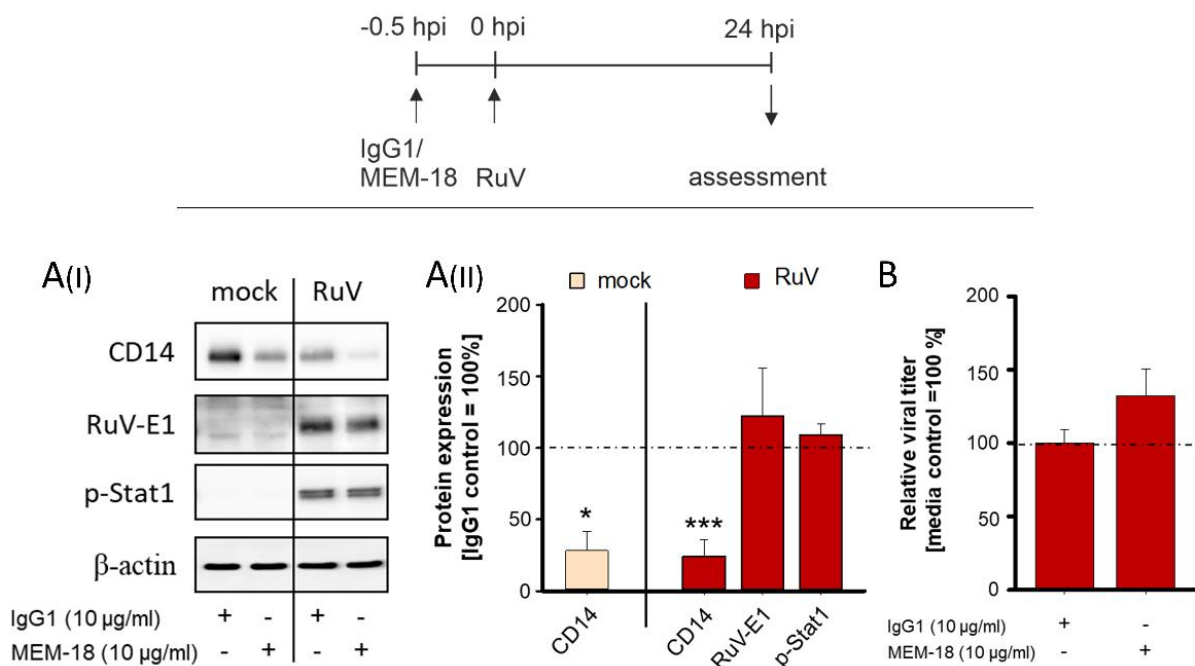 -0.5 hpi 0 hpi 24 hpi
IgG1/
MEM-18 RuV assessment
A(I)
mock RuV
CD14
RuV-E1
p-Stat1
β-actin
IgG1 (10 µg/ml) + - + -
MEM-18 (10 µg/ml) - + - +
A(II)
mock RuV
Protein expression
[IgG1 control = 100%]
200
150
100
50
0
*
***
CD14 CD14 RuV-E1 p-Stat1
B
Relative viral titer
[media control =100 %]
200
150
100
50
0
IgG1 (10 µg/ml) + -
MEM-18 (10 µg/ml) - +